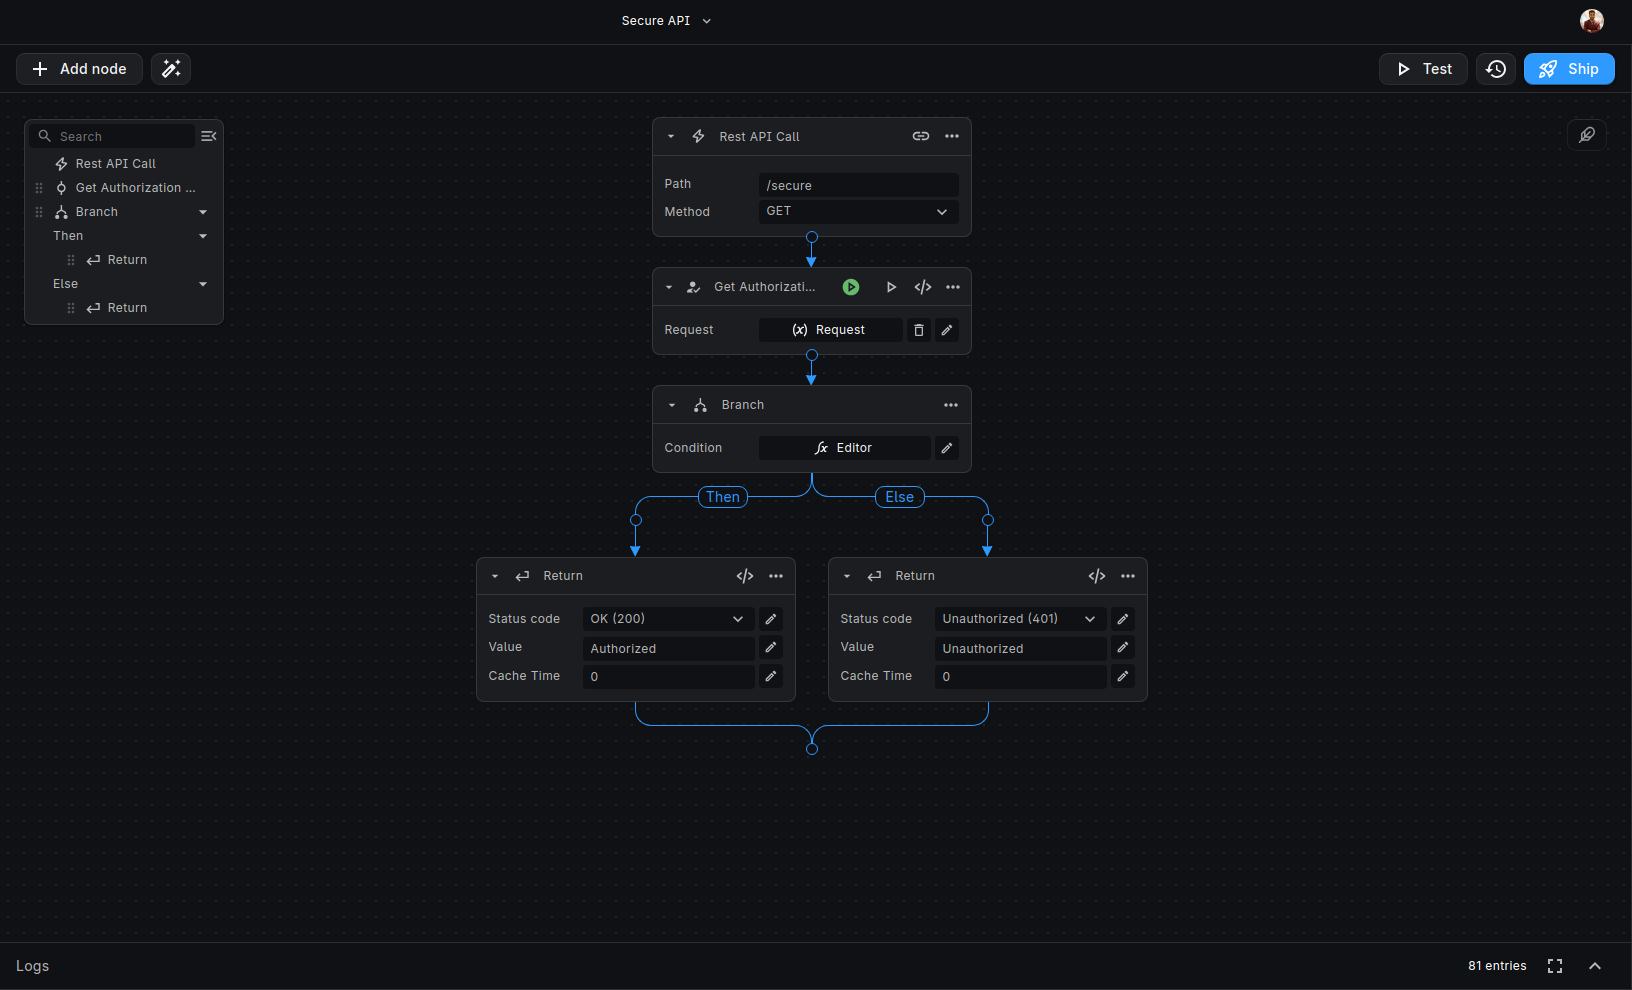 Secure API
Add node
Test
Ship
Search
Rest API Call
Get Authorization ...
Branch
Then
Return
Else
Return
Rest API Call
Path
/secure
Method
GET
Get Authorizati...
Request
(x) Request
Branch
Condition
fx Editor
Then
Else
Return
Status code
OK (200)
Value
Authorized
Cache Time
0
Return
Status code
Unauthorized (401)
Value
Unauthorized
Cache Time
0
Logs
81 entries